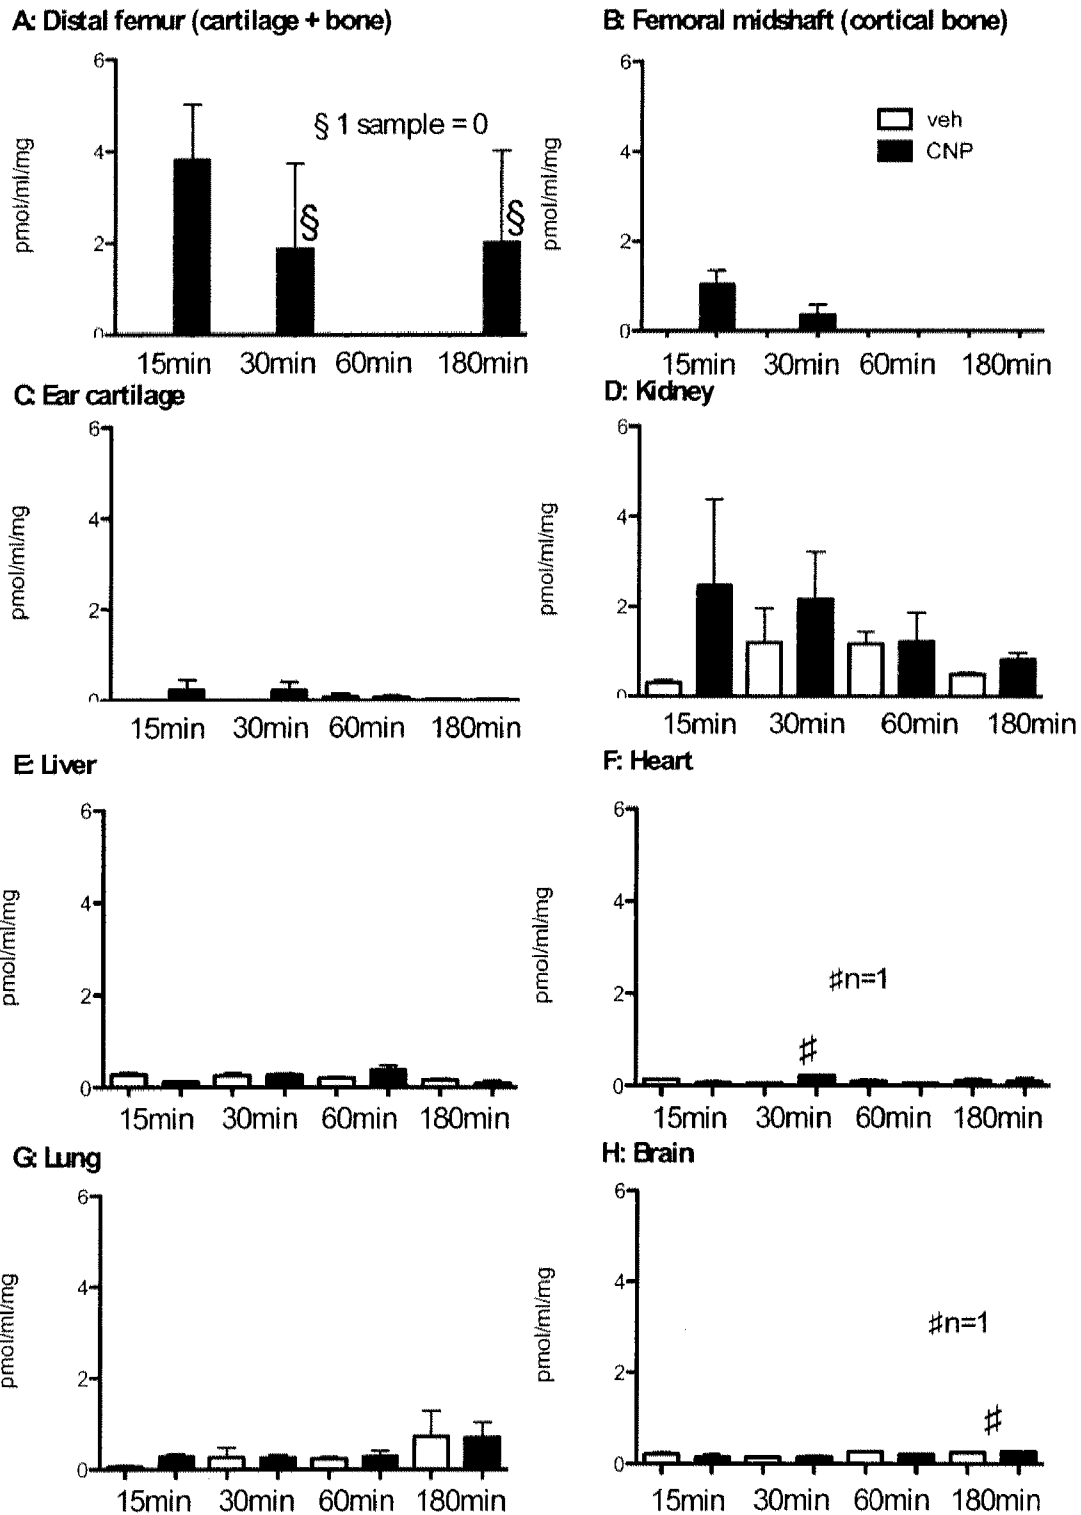 A: Distal femur (cartilage + bone)
6
4
2
0
pmol/ml/mg
§ 1 sample = 0
§
§
15min 30min 60min 180min
B: Femoral midshaft (cortical bone)
6
4
2
0
pmol/ml/mg
veh
CNP
15min 30min 60min 180min
C: Ear cartilage
6
4
2
0
pmol/ml/mg
15min 30min 60min 180min
D: Kidney
6
4
2
0
pmol/ml/mg
15min 30min 60min 180min
E: Liver
6
4
2
0
pmol/ml/mg
15min 30min 60min 180min
F: Heart
6
4
2
0
pmol/ml/mg
♯n=1
♯
15min 30min 60min 180min
G: Lung
6
4
2
0
pmol/ml/mg
15min 30min 60min 180min
H: Brain
6
4
2
0
pmol/ml/mg
♯n=1
♯
15min 30min 60min 180min